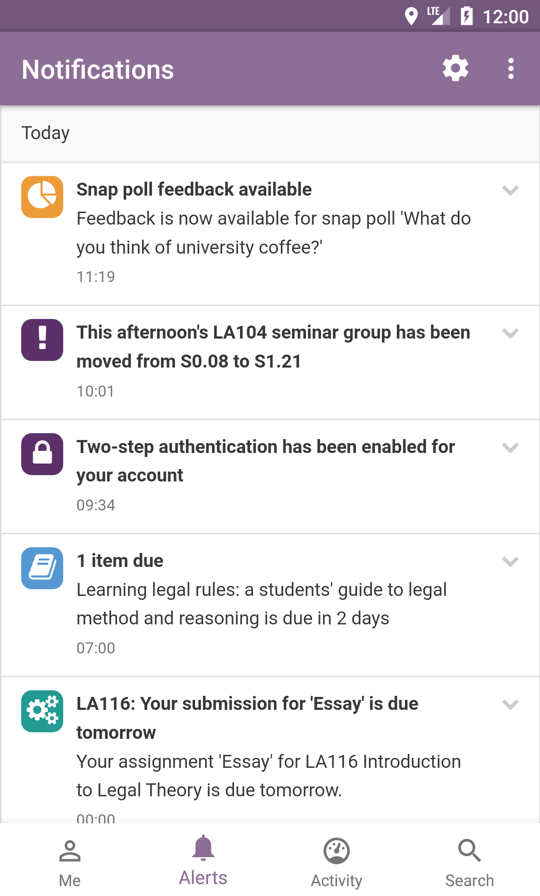 LTE 12:00
Notifications
Today
Snap poll feedback available
Feedback is now available for snap poll 'What do
you think of university coffee?'
11:19
This afternoon's LA104 seminar group has been
moved from S0.08 to S1.21
10:01
Two-step authentication has been enabled for
your account
09:34
1 item due
Learning legal rules: a students' guide to legal
method and reasoning is due in 2 days
07:00
LA116: Your submission for 'Essay' is due
tomorrow
Your assignment 'Essay' for LA116 Introduction
to Legal Theory is due tomorrow.
00:00
Me Alerts Activity Search